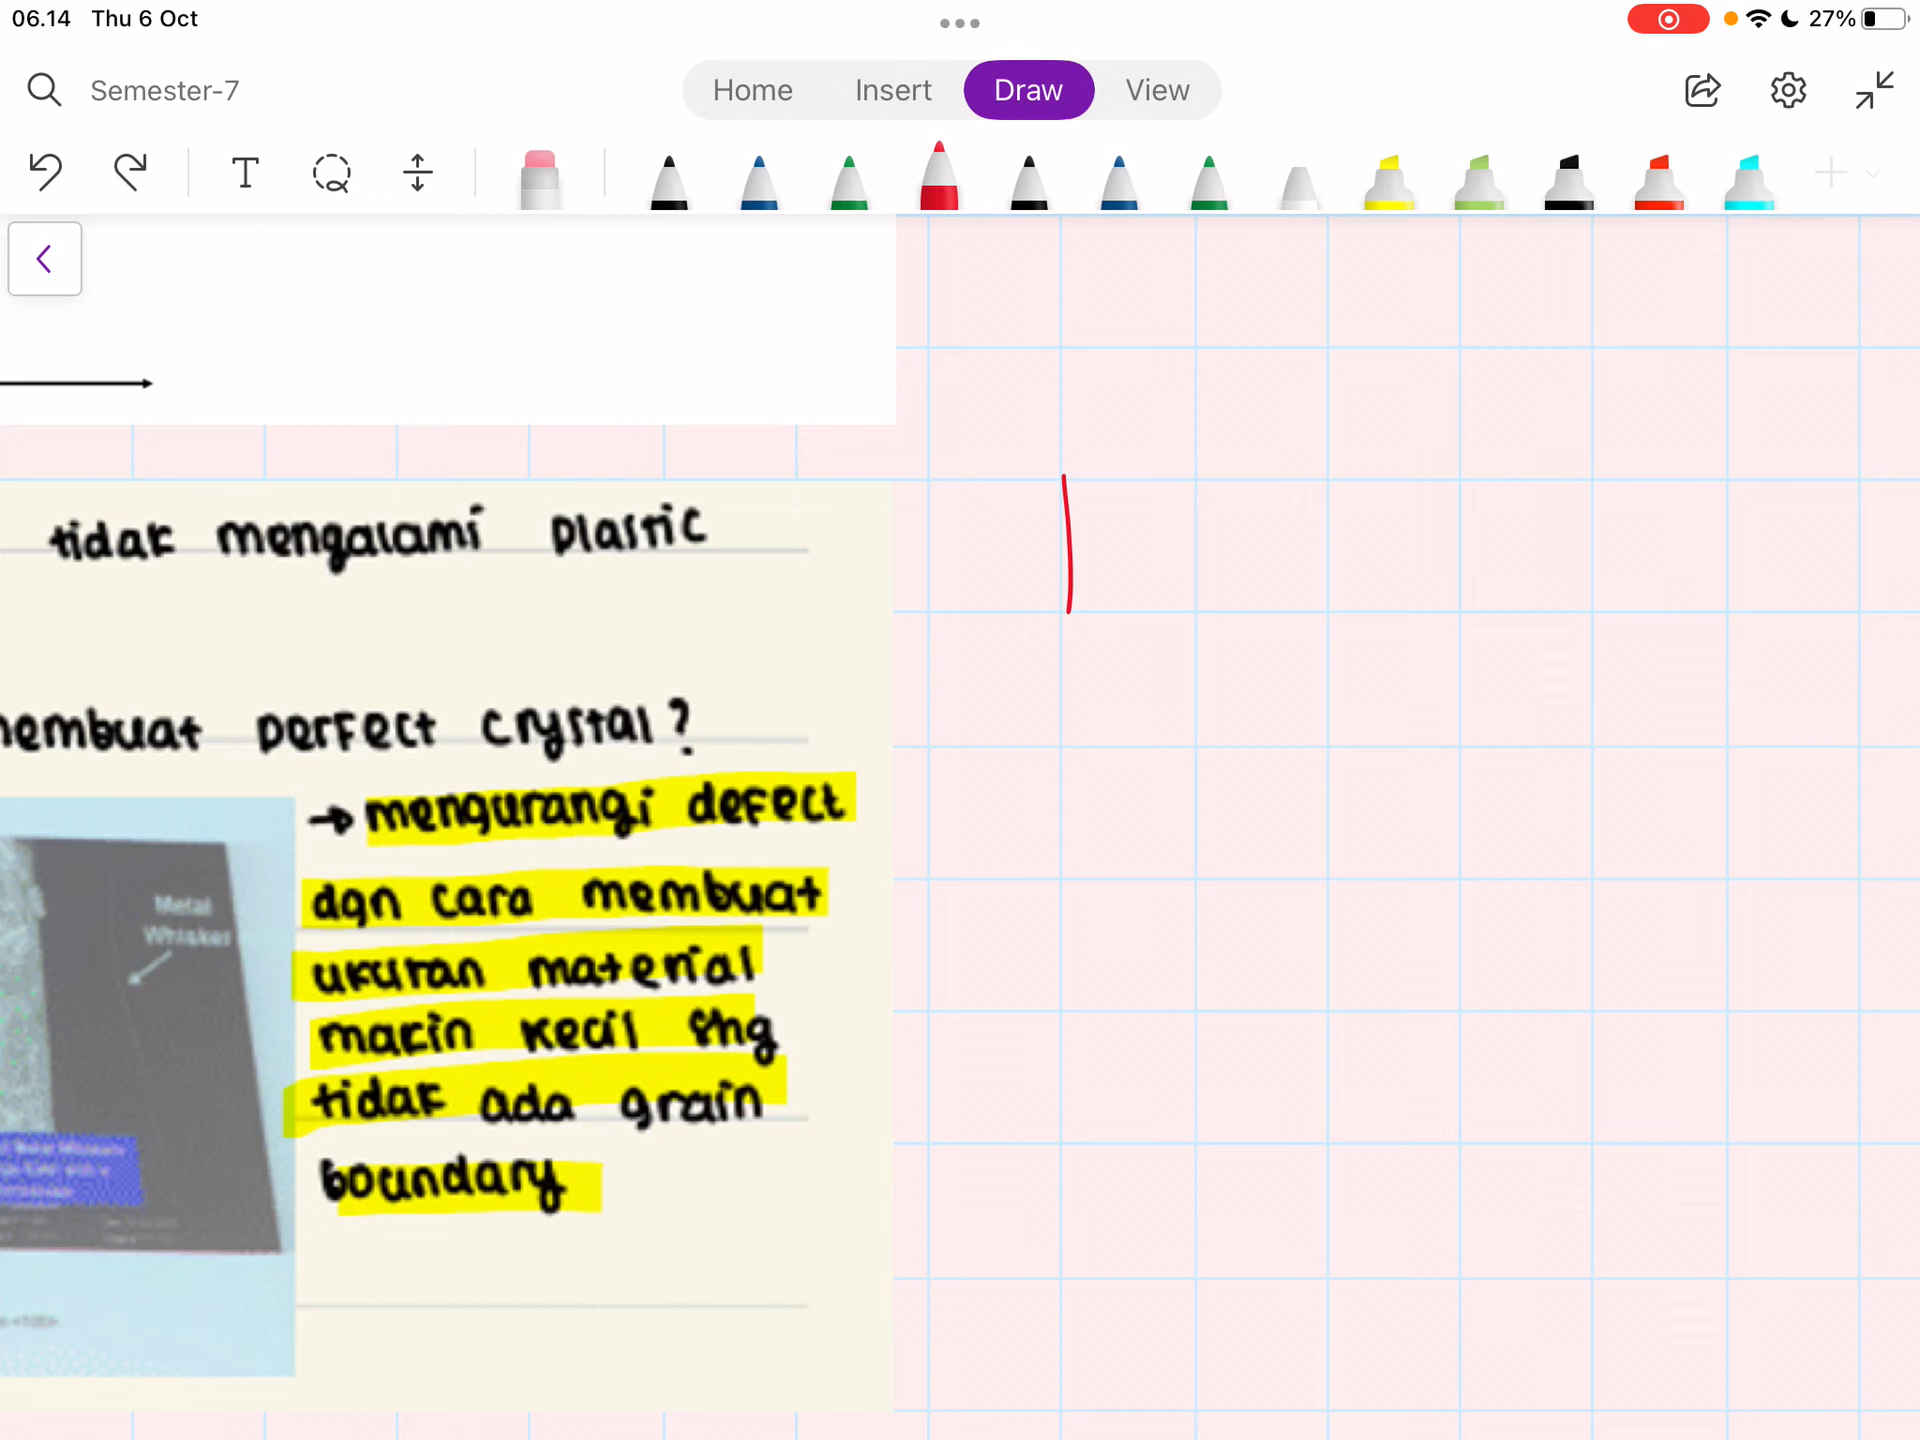 06.14 Thu 6 Oct
27%
Semester-7
Home Insert Draw View
T
tidak mengalami plastic
membuat perfect crystal?
→ mengurangi defect
dgn cara membuat
ukuran material
makin kecil shg
tidak ada grain
boundary
Metal
Whisker